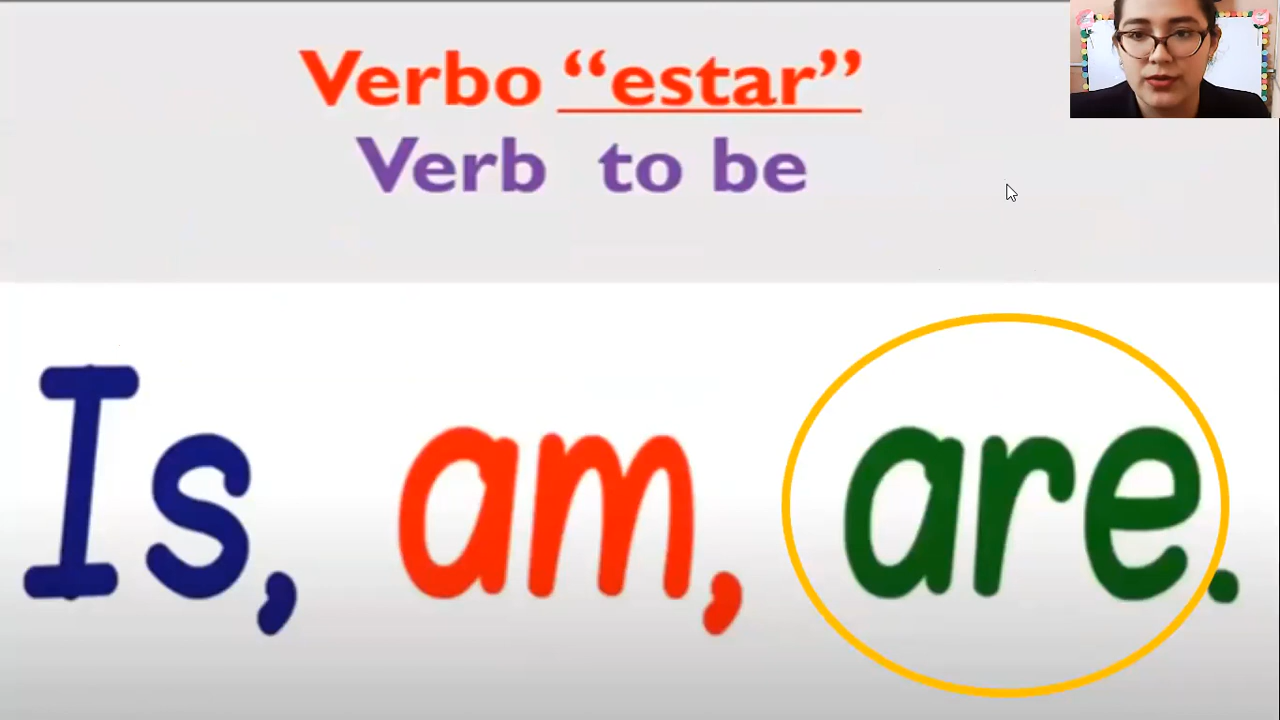 Verbo “estar”
Verb to be
Is, am, are.